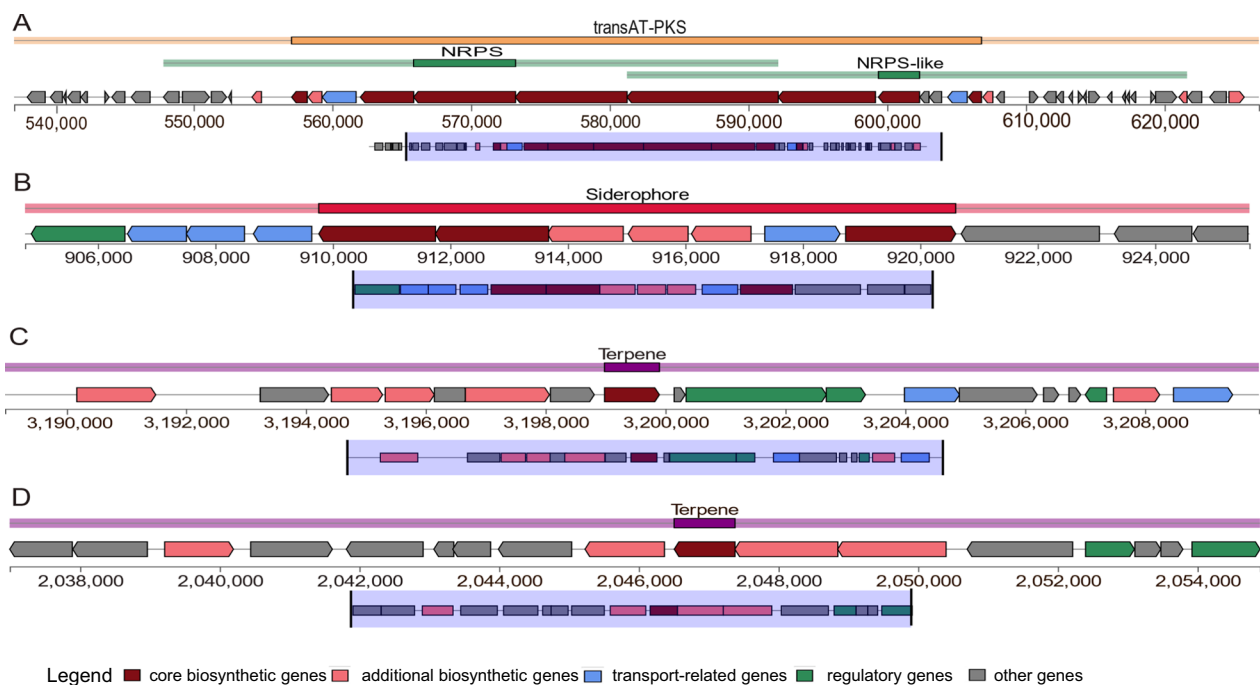 A
transAT-PKS
NRPS
NRPS-like
540,000 550,000 560,000 570,000 580,000 590,000 600,000 610,000 620,000
B
Siderophore
906,000 908,000 910,000 912,000 914,000 916,000 918,000 920,000 922,000 924,000
C
Terpene
3,190,000 3,192,000 3,194,000 3,196,000 3,198,000 3,200,000 3,202,000 3,204,000 3,206,000 3,208,000
D
Terpene
2,038,000 2,040,000 2,042,000 2,044,000 2,046,000 2,048,000 2,050,000 2,052,000 2,054,000
Legend core biosynthetic genes additional biosynthetic genes transport-related genes regulatory genes other genes